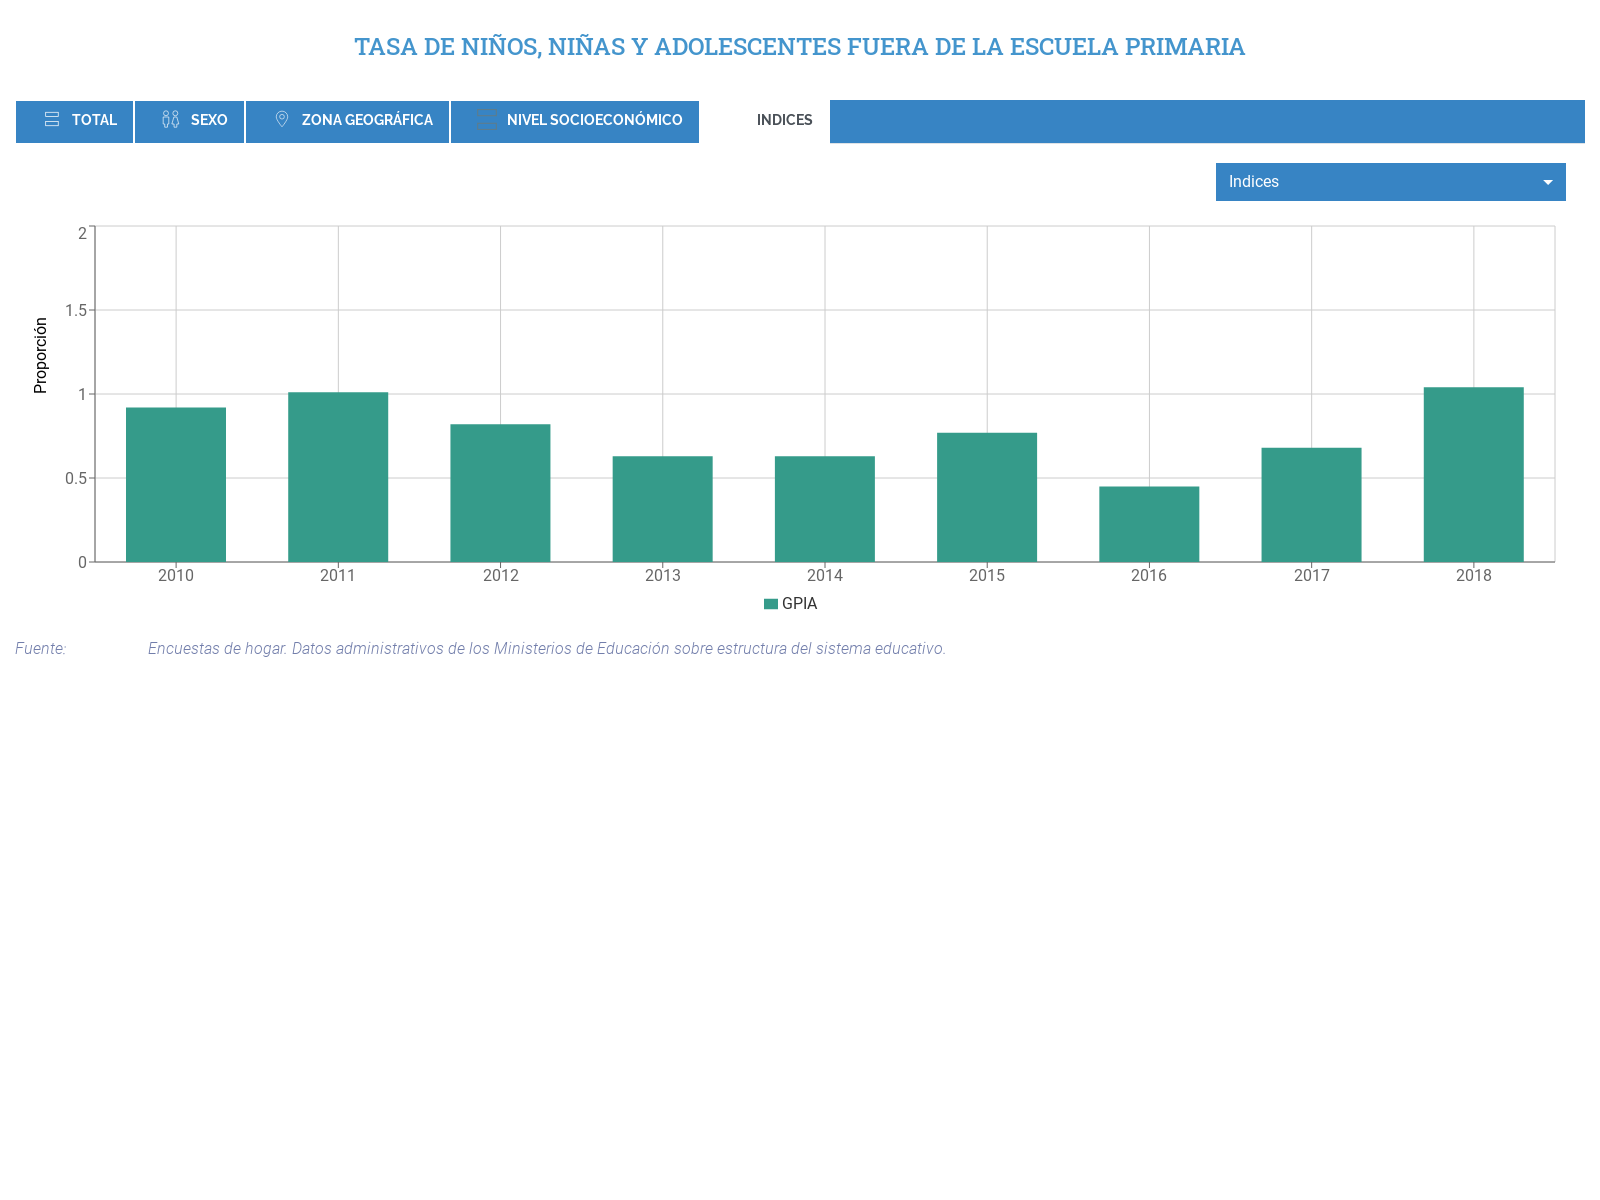 TASA DE NIÑOS, NIÑAS Y ADOLESCENTES FUERA DE LA ESCUELA PRIMARIA
TOTAL SEXO ZONA GEOGRÁFICA NIVEL SOCIOECONÓMICO INDICES
Indices
2
1.5
1
0.5
0
Proporción
2010 2011 2012 2013 2014 2015 2016 2017 2018
GPIA
Fuente: Encuestas de hogar. Datos administrativos de los Ministerios de Educación sobre estructura del sistema educativo.